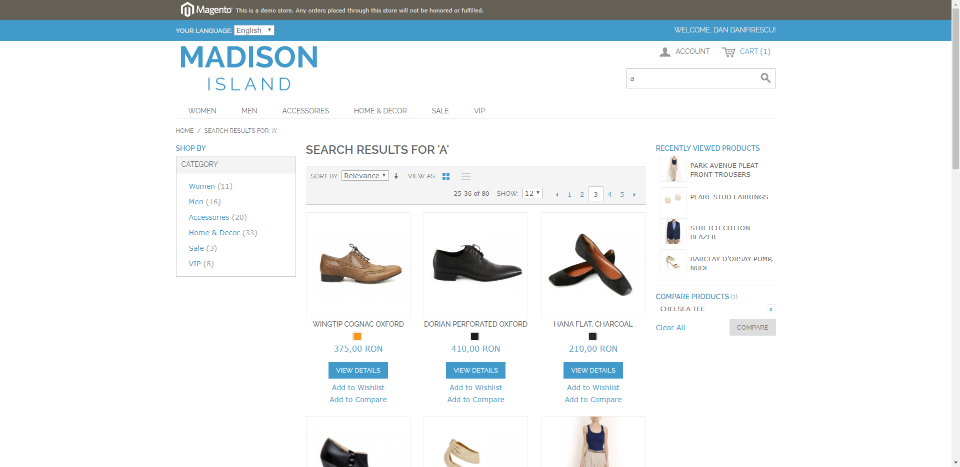 Magento This is a demo store. Any orders placed through this store will not be honored or fulfilled.
YOUR LANGUAGE: English
WELCOME, DAN DANFIRESCU!
MADISON
ISLAND
ACCOUNT CART (1)
a
WOMEN MEN ACCESSORIES HOME & DECOR SALE VIP
HOME / SEARCH RESULTS FOR: 'A'
SHOP BY
CATEGORY
Women (11)
Men (16)
Accessories (20)
Home & Decor (33)
Sale (3)
VIP (8)
SEARCH RESULTS FOR 'A'
SORT BY Relevance VIEW AS
25-36 of 80 SHOW: 12 1 2 3 4 5
WINGTIP COGNAC OXFORD
375,00 RON
VIEW DETAILS
Add to Wishlist
Add to Compare
DORIAN PERFORATED OXFORD
410,00 RON
VIEW DETAILS
Add to Wishlist
Add to Compare
HANA FLAT, CHARCOAL
210,00 RON
VIEW DETAILS
Add to Wishlist
Add to Compare
RECENTLY VIEWED PRODUCTS
PARK AVENUE PLEAT
FRONT TROUSERS
PEARL STUD EARRINGS
STRETCH COTTON
BLAZER
BARCLAY D'ORSAY PUMP,
NUDE
COMPARE PRODUCTS (1)
CHELSEA TEE x
Clear All COMPARE